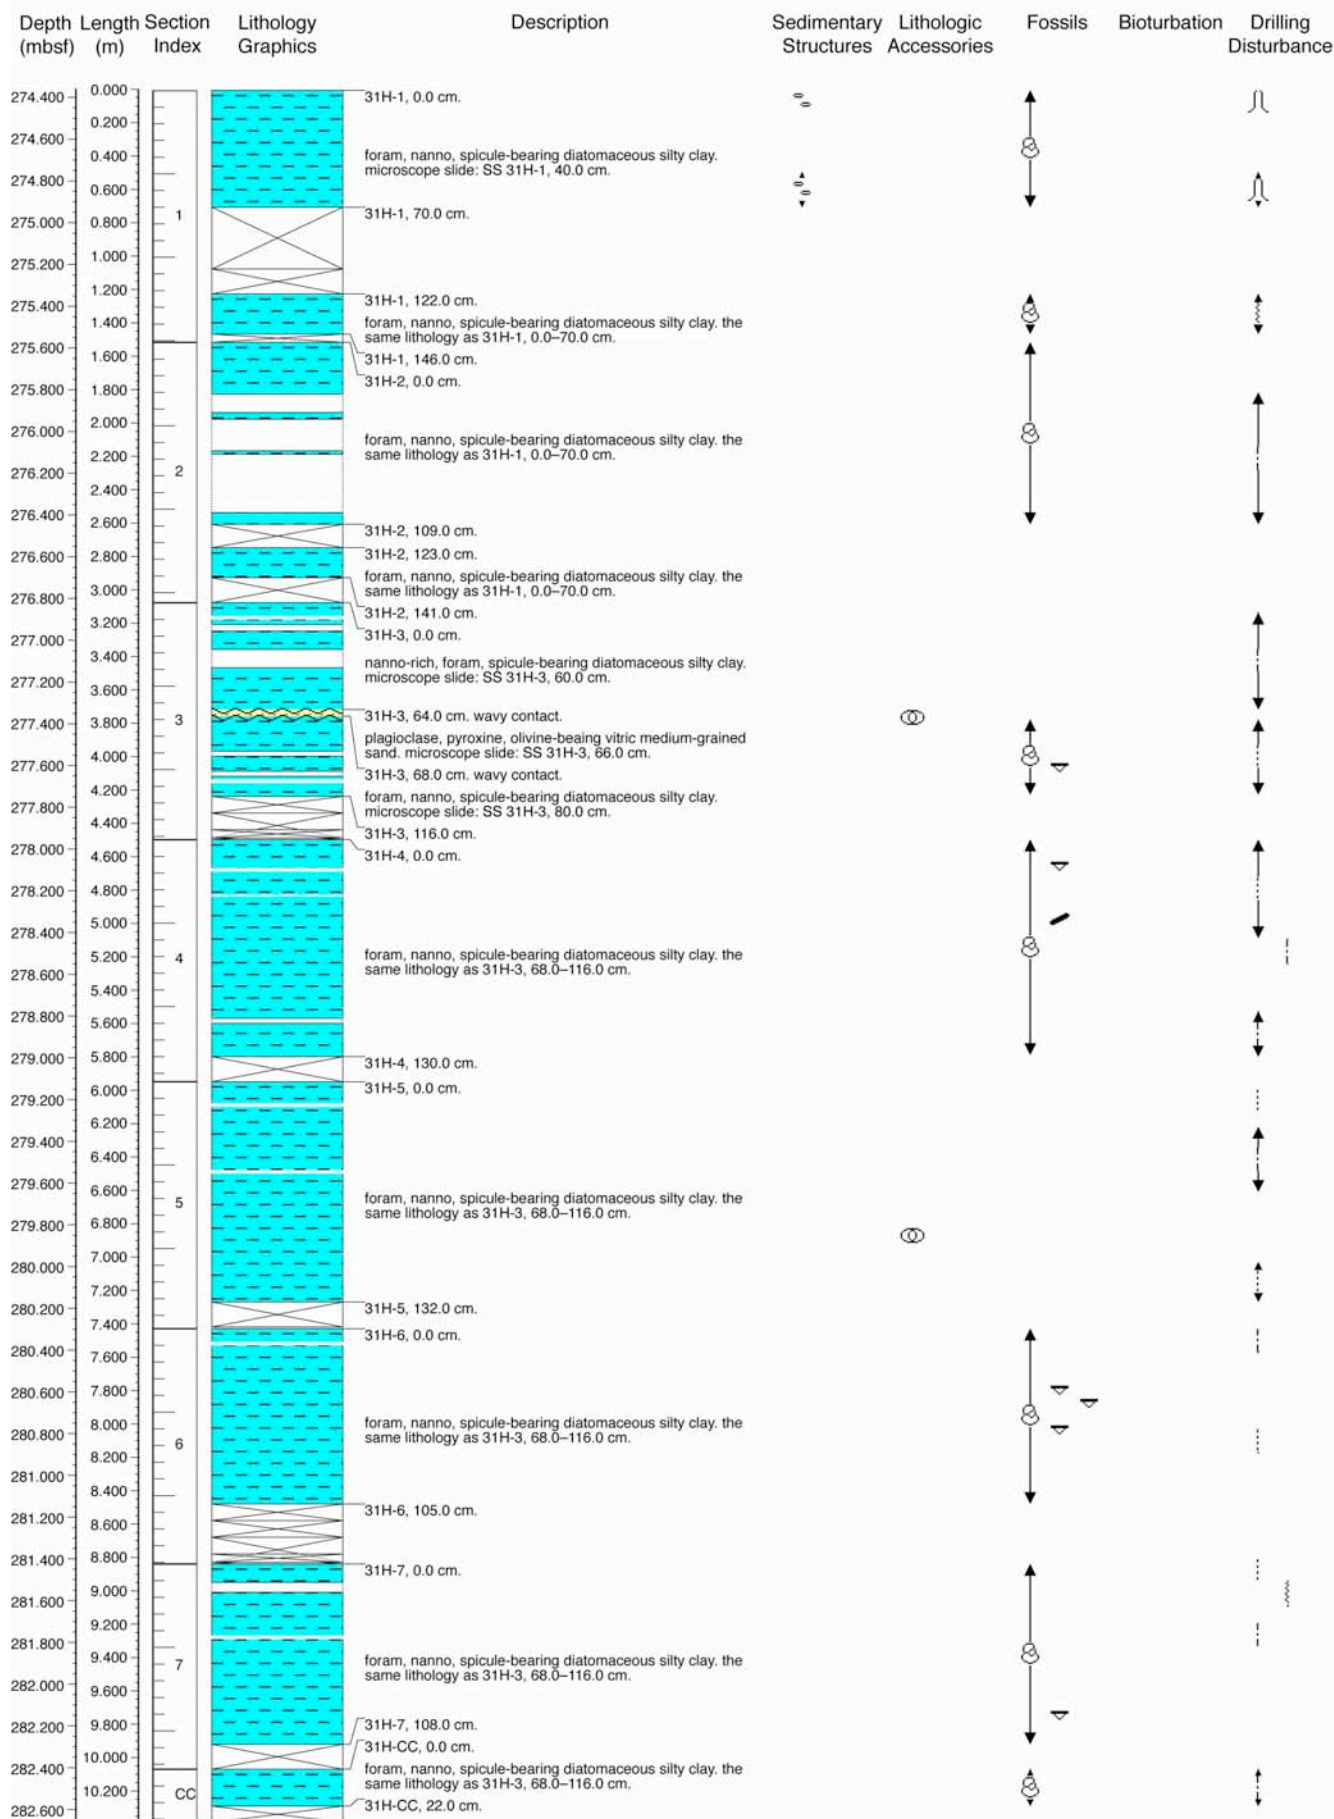 Depth Length Section Lithology Description Sedimentary Lithologic Fossils Bioturbation Drilling
(mbsf) (m) Index Graphics Structures Accessories Disturbance
0.000
274.400 31H-1, 0.0 cm.
0.200
274.600
0.400 foram, nanno, spicule-bearing diatomaceous silty clay.
microscope slide: SS 31H-1, 40.0 cm.
274.800
0.600
1 31H-1, 70.0 cm.
275.000 0.800
1.000
275.200
1.200
31H-1, 122.0 cm.
275.400
1.400 foram, nanno, spicule-bearing diatomaceous silty clay. the
same lithology as 31H-1, 0.0–70.0 cm.
275.600
1.600 31H-1, 146.0 cm.
31H-2, 0.0 cm.
275.800 1.800
2.000
276.000
foram, nanno, spicule-bearing diatomaceous silty clay. the
same lithology as 31H-1, 0.0–70.0 cm.
2.200
276.200 2
2.400
276.400
2.600 31H-2, 109.0 cm.
276.600 2.800 31H-2, 123.0 cm.
foram, nanno, spicule-bearing diatomaceous silty clay. the
3.000 same lithology as 31H-1, 0.0–70.0 cm.
276.800
31H-2, 141.0 cm.
3.200
277.000 31H-3, 0.0 cm.
3.400
nanno-rich, foram, spicule-bearing diatomaceous silty clay.
277.200 microscope slide: SS 31H-3, 60.0 cm.
3.600
3 31H-3, 64.0 cm. wavy contact.
277.400 3.800
plagioclase, pyroxine, olivine-beaing vitric medium-grained
4.000 sand. microscope slide: SS 31H-3, 66.0 cm.
277.600
31H-3, 68.0 cm. wavy contact.
4.200
277.800 foram, nanno, spicule-bearing diatomaceous silty clay.
microscope slide: SS 31H-3, 80.0 cm.
4.400
31H-3, 116.0 cm.
278.000
4.600 31H-4, 0.0 cm.
278.200 4.800
5.000
278.400
4 foram, nanno, spicule-bearing diatomaceous silty clay. the
5.200
278.600 same lithology as 31H-3, 68.0–116.0 cm.
5.400
278.800
5.600
279.000 5.800 31H-4, 130.0 cm.
6.000 31H-5, 0.0 cm.
279.200
6.200
279.400
6.400
279.600
6.600 foram, nanno, spicule-bearing diatomaceous silty clay. the
5
same lithology as 31H-3, 68.0–116.0 cm.
279.800 6.800
7.000
280.000
7.200
280.200 31H-5, 132.0 cm.
7.400
31H-6, 0.0 cm.
280.400
7.600
280.600 7.800
8.000 foram, nanno, spicule-bearing diatomaceous silty clay. the
280.800
6 same lithology as 31H-3, 68.0–116.0 cm.
8.200
281.000
8.400
281.200 31H-6, 105.0 cm.
8.600
281.400 8.800
31H-7, 0.0 cm.
9.000
281.600
9.200
281.800
9.400 foram, nanno, spicule-bearing diatomaceous silty clay. the
7
same lithology as 31H-3, 68.0–116.0 cm.
282.000
9.600
282.200 9.800 31H-7, 108.0 cm.
31H-CC, 0.0 cm.
10.000
282.400 foram, nanno, spicule-bearing diatomaceous silty clay. the
same lithology as 31H-3, 68.0–116.0 cm.
10.200 CC
31H-CC, 22.0 cm.
282.600